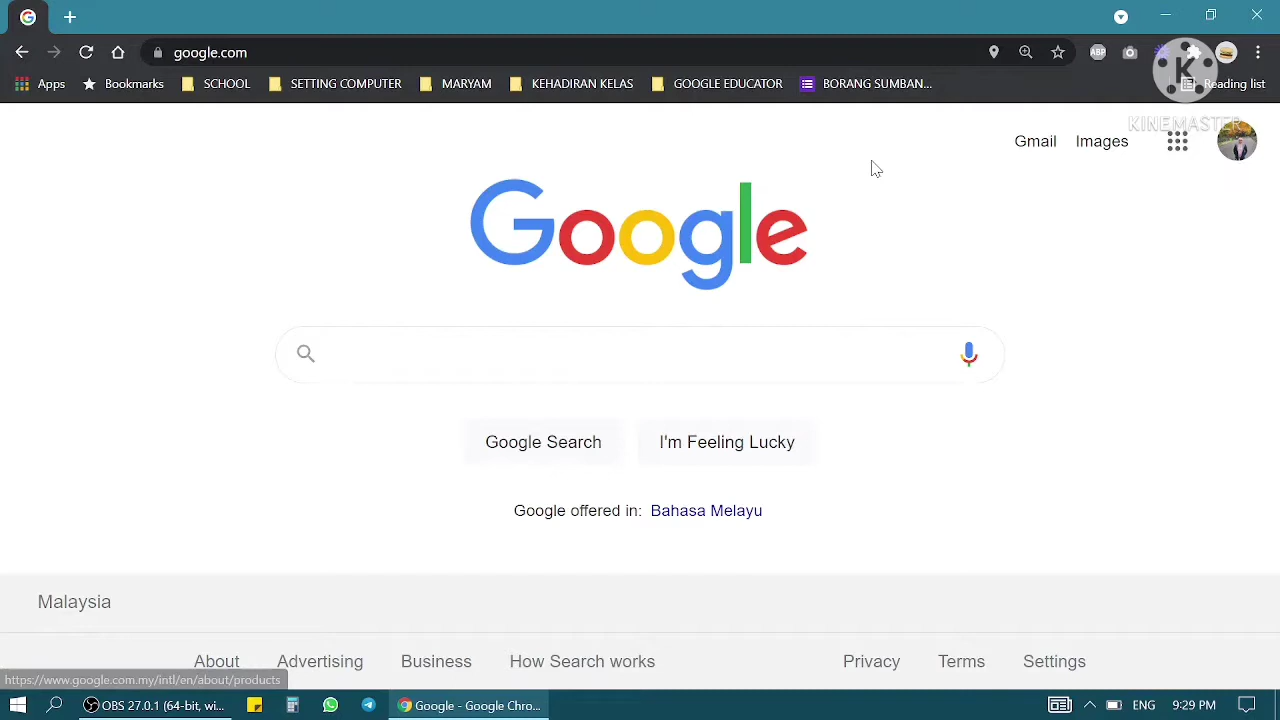 google.com
ABP
Apps Bookmarks SCHOOL SETTING COMPUTER MARYAM KEHADIRAN KELAS GOOGLE EDUCATOR BORANG SUMBAN... Reading list
K
KINEMASTER
Gmail Images
Google
Google Search I'm Feeling Lucky
Google offered in: Bahasa Melayu
Malaysia
About Advertising Business How Search works Privacy Terms Settings
https://www.google.com.my/intl/en/about/products
OBS 27.0.1 (64-bit, wi... Google - Google Chro... ENG 9:29 PM